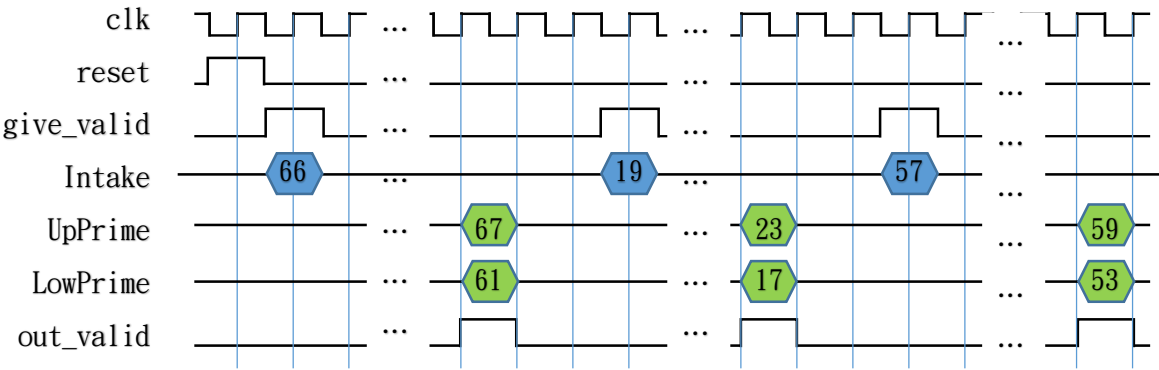 clk ... ... ...
reset ... ... ...
give_valid ... ... ...
Intake 66 ... 19 ... 57 ...
UpPrime ... 67 ... 23 ... 59
LowPrime ... 61 ... 17 ... 53
out_valid ... ... ...